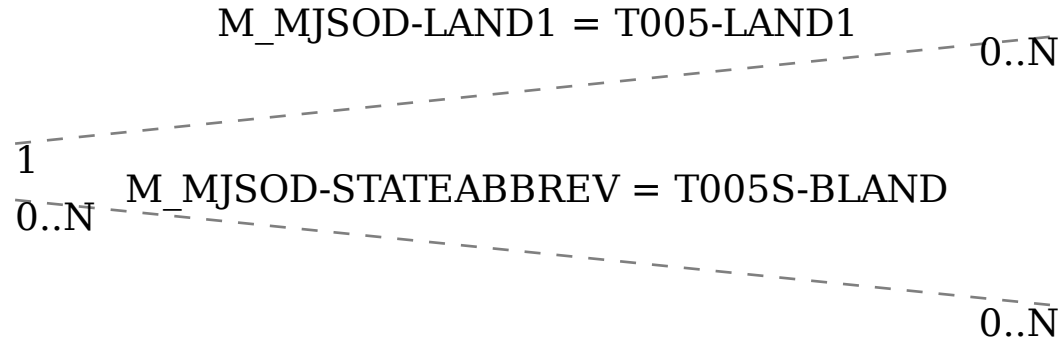 M_MJSOD-LAND1 = T005-LAND1
0..N
1
M_MJSOD-STATEABBREV = T005S-BLAND
0..N
0..N